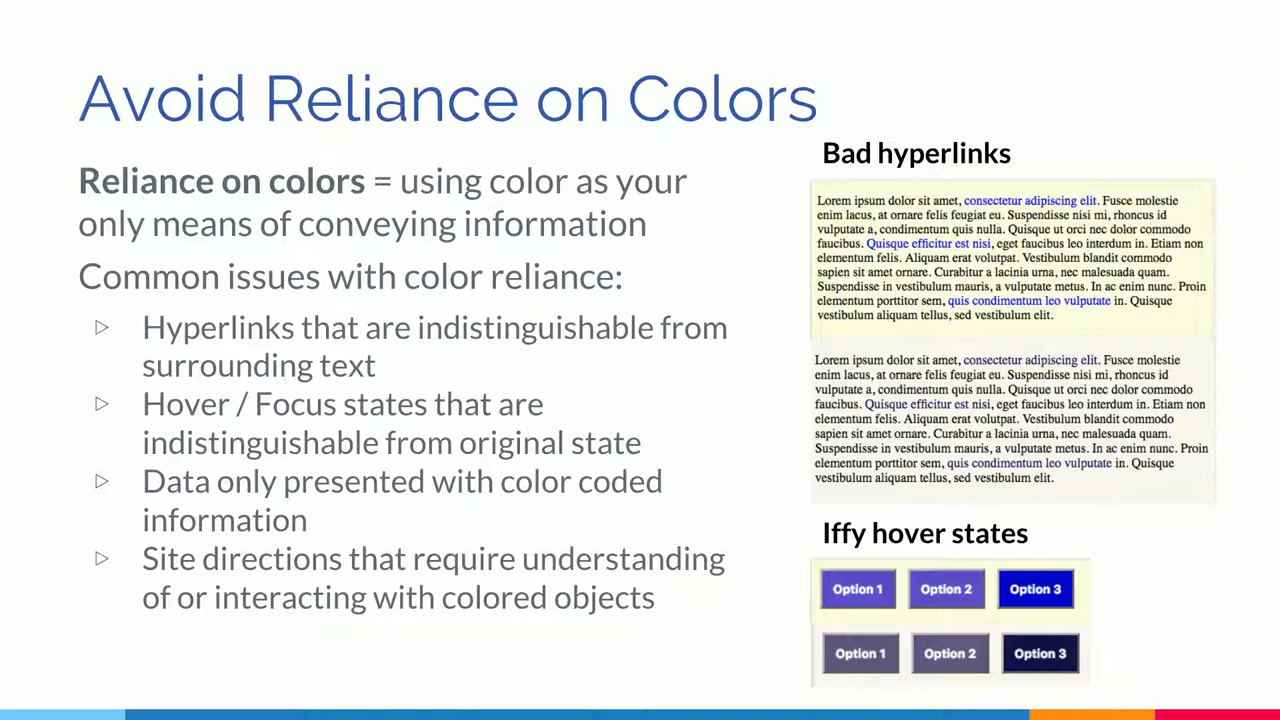 Avoid Reliance on Colors
Reliance on colors = using color as your
only means of conveying information
Common issues with color reliance:
Hyperlinks that are indistinguishable from
surrounding text
Hover / Focus states that are
indistinguishable from original state
Data only presented with color coded
information
Site directions that require understanding
of or interacting with colored objects
Bad hyperlinks
Lorem ipsum dolor sit amet, consectetur adipiscing elit. Fusce molestie
enim lacus, at ornare felis feugiat eu. Suspendisse nisi mi, rhoncus id
vulputate a, condimentum quis nulla. Quisque ut orci nec dolor commodo
faucibus. Quisque efficitur est nisi, eget faucibus leo interdum in. Etiam non
elementum felis. Aliquam erat volutpat. Vestibulum blandit commodo
sapien sit amet ornare. Curabitur a lacinia urna, nec malesuada quam.
Suspendisse in vestibulum mauris, a vulputate metus. In ac enim nunc. Proin
elementum porttitor sem, quis condimentum leo vulputate in. Quisque
vestibulum aliquam tellus, sed vestibulum elit.
Lorem ipsum dolor sit amet, consectetur adipiscing elit. Fusce molestie
enim lacus, at ornare felis feugiat eu. Suspendisse nisi mi, rhoncus id
vulputate a, condimentum quis nulla. Quisque ut orci nec dolor commodo
faucibus. Quisque efficitur est nisi, eget faucibus leo interdum in. Etiam non
elementum felis. Aliquam erat volutpat. Vestibulum blandit commodo
sapien sit amet ornare. Curabitur a lacinia urna, nec malesuada quam.
Suspendisse in vestibulum mauris, a vulputate metus. In ac enim nunc. Proin
elementum porttitor sem, quis condimentum leo vulputate in. Quisque
vestibulum aliquam tellus, sed vestibulum elit.
Iffy hover states
Option 1 Option 2 Option 3
Option 1 Option 2 Option 3